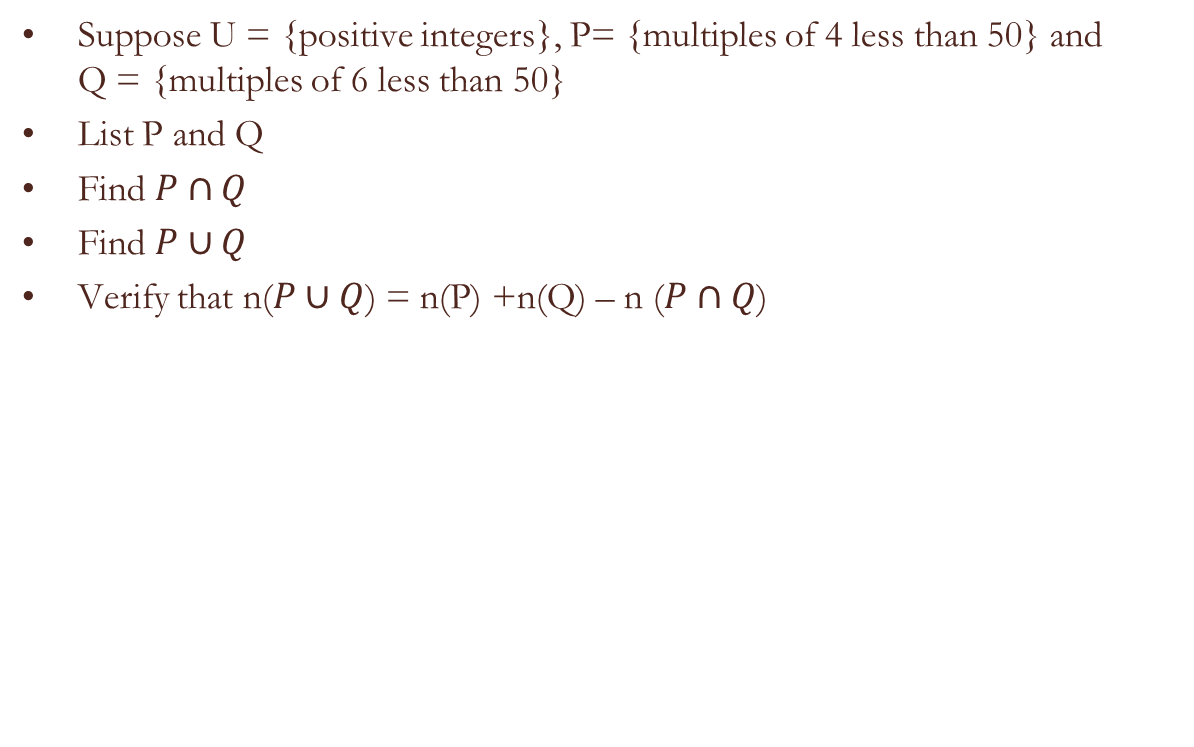 • Suppose U = {positive integers}, P= {multiples of 4 less than 50} and
Q = {multiples of 6 less than 50}
• List P and Q
• Find 𝑃 ∩ 𝑄
• Find 𝑃 ∪ 𝑄
• Verify that n(𝑃 ∪ 𝑄) = n(P) +n(Q) – n (𝑃 ∩ 𝑄)